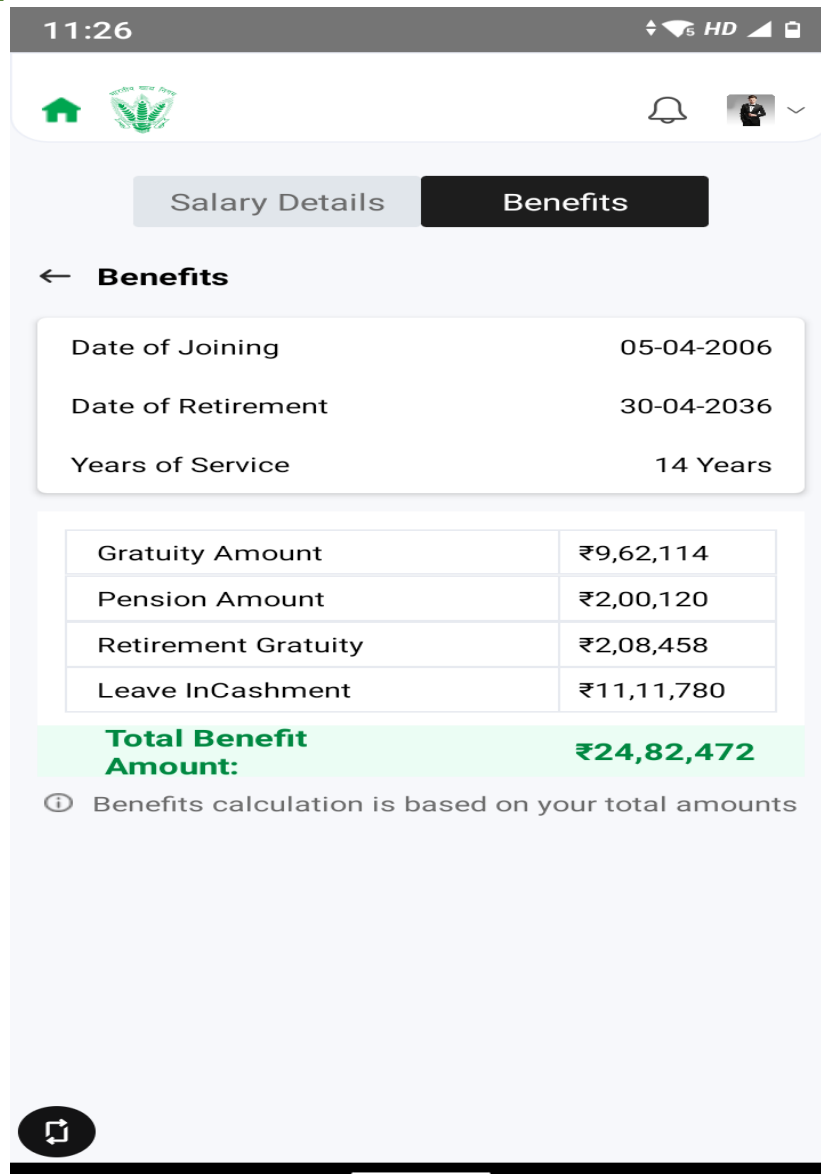 11:26 5 HD
Salary Details Benefits
← Benefits
Date of Joining 05-04-2006
Date of Retirement 30-04-2036
Years of Service 14 Years
Gratuity Amount ₹9,62,114
Pension Amount ₹2,00,120
Retirement Gratuity ₹2,08,458
Leave InCashment ₹11,11,780
Total Benefit
Amount: ₹24,82,472
Benefits calculation is based on your total amounts